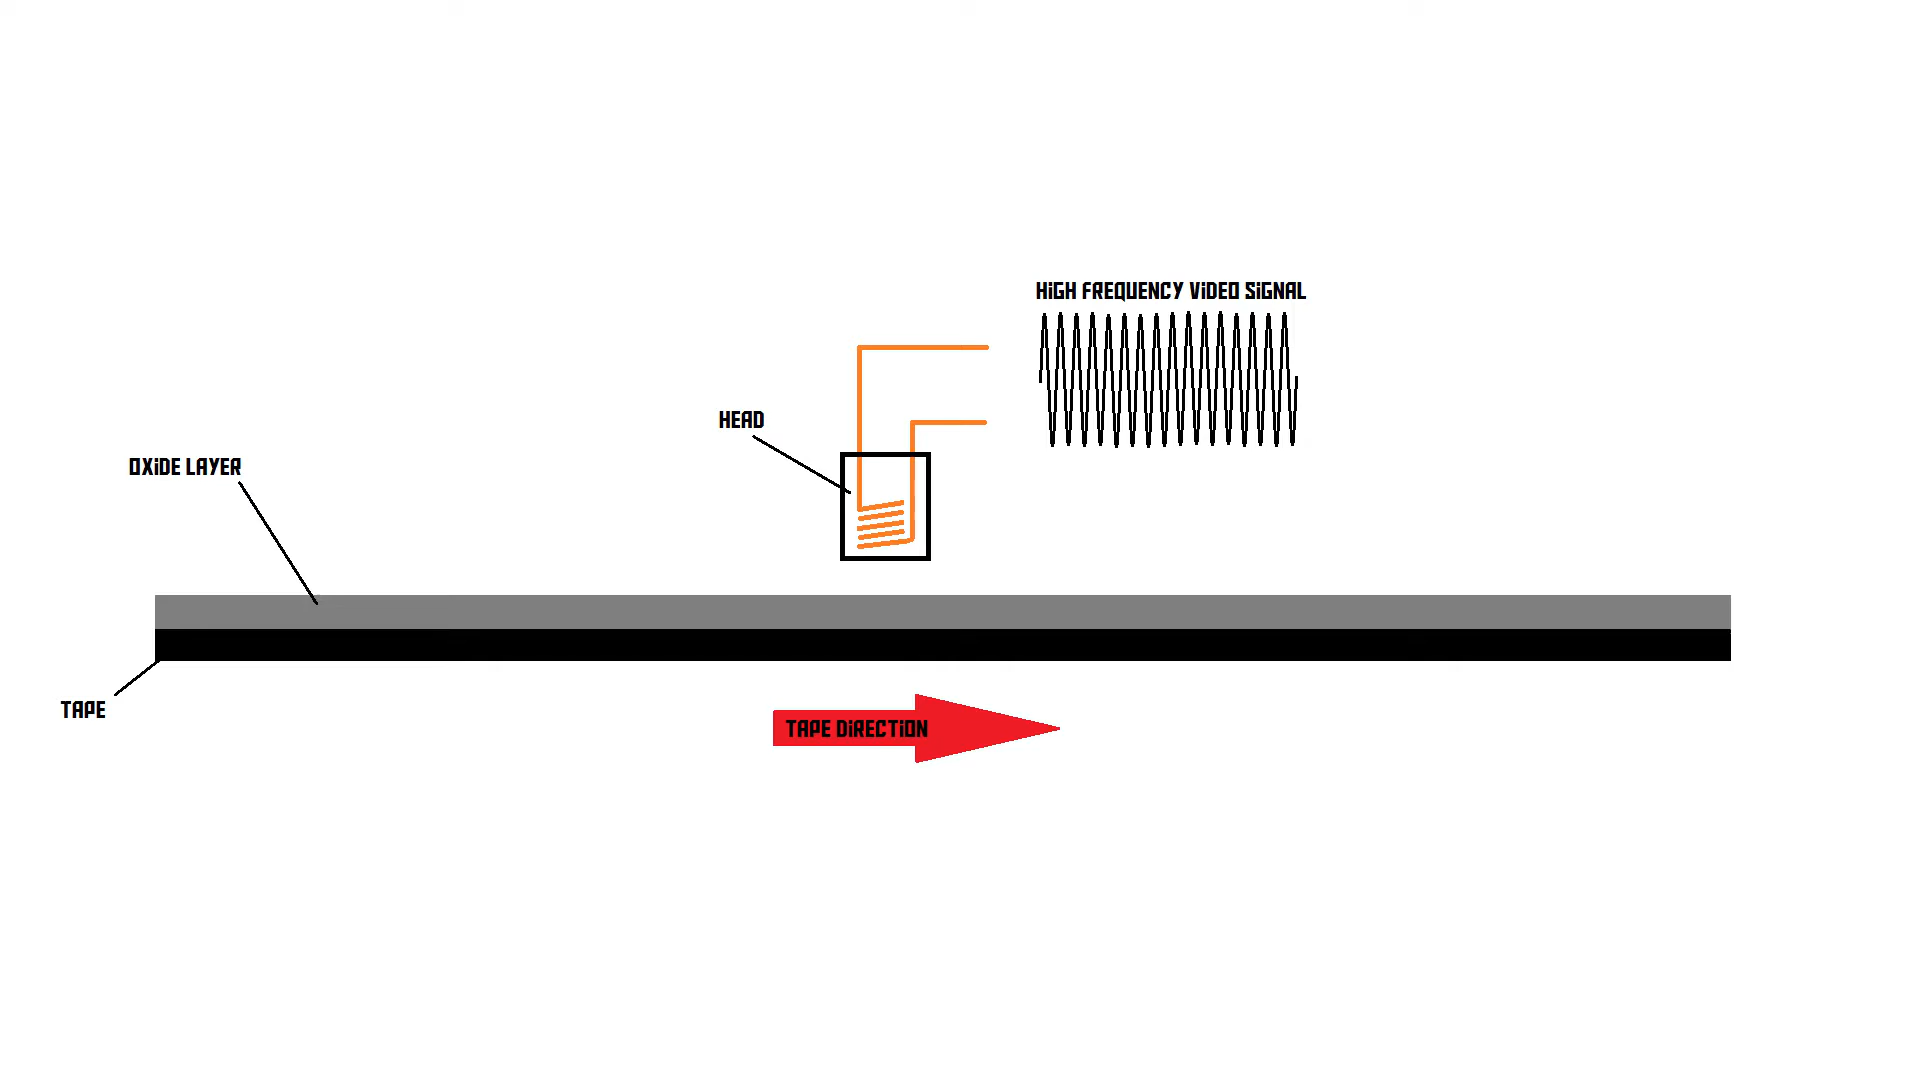 HiGH FREQUENCY ViDEO SiGNAL
HEAD
OXiDE LAYER
TAPE
TAPE DiRECTiON